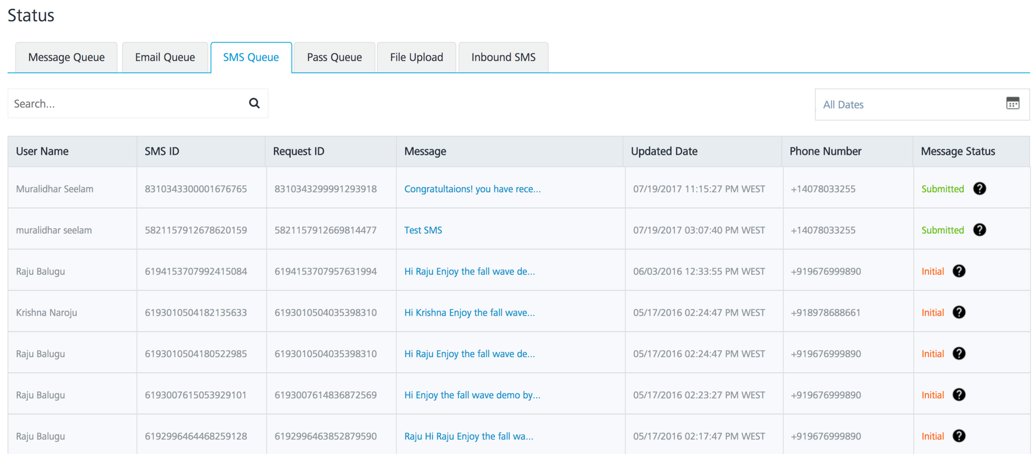 Status
Message Queue Email Queue SMS Queue Pass Queue File Upload Inbound SMS
Search... All Dates
User Name SMS ID Request ID Message Updated Date Phone Number Message Status
Muralidhar Seelam 8310343300001676765 8310343299991293918 Congratultaions! you have rece... 07/19/2017 11:15:27 PM WEST +14078033255 Submitted ?
muralidhar seelam 5821157912678620159 5821157912669814477 Test SMS 07/19/2017 03:07:40 PM WEST +14078033255 Submitted ?
Raju Balugu 6194153707992415084 6194153707957631994 Hi Raju Enjoy the fall wave de... 06/03/2016 12:33:55 PM WEST +919676999890 Initial ?
Krishna Naroju 6193010504182135633 6193010504035398310 Hi Krishna Enjoy the fall wave... 05/17/2016 02:24:47 PM WEST +918978688661 Initial ?
Raju Balugu 6193010504180522985 6193010504035398310 Hi Raju Enjoy the fall wave de... 05/17/2016 02:24:47 PM WEST +919676999890 Initial ?
Raju Balugu 6193007615053929101 6193007614836872569 Hi Enjoy the fall wave demo by... 05/17/2016 02:23:27 PM WEST +919676999890 Initial ?
Raju Balugu 6192996464468259128 6192996463852879590 Raju Hi Raju Enjoy the fall wa... 05/17/2016 02:17:47 PM WEST +919676999890 Initial ?